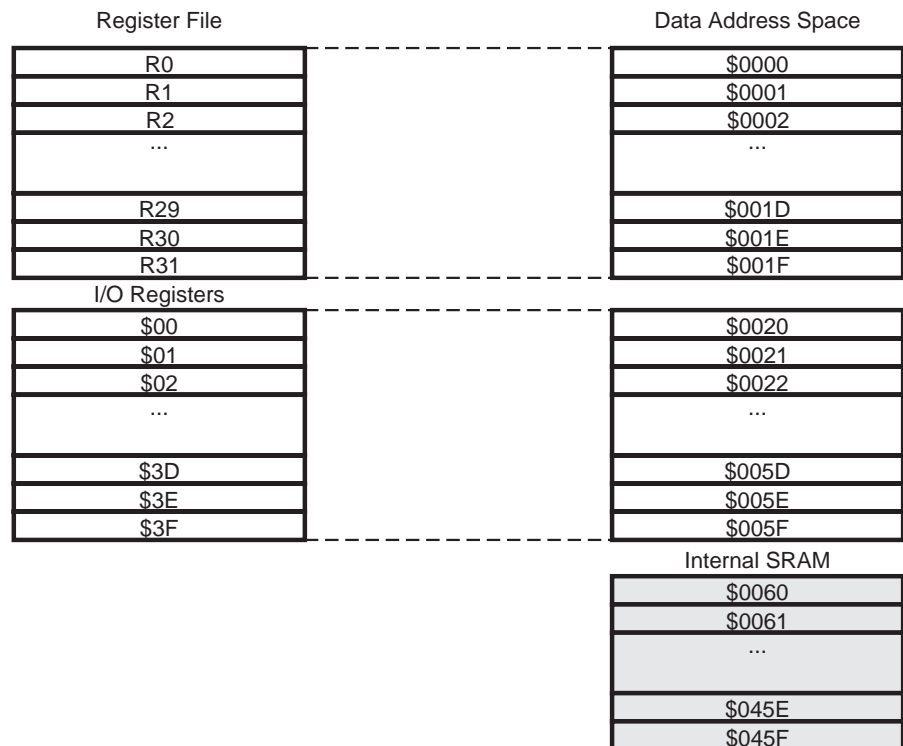 Register File
R0
R1
R2
...
R29
R30
R31
I/O Registers
$00
$01
$02
...
$3D
$3E
$3F
Data Address Space
$0000
$0001
$0002
...
$001D
$001E
$001F
$0020
$0021
$0022
...
$005D
$005E
$005F
Internal SRAM
$0060
$0061
...
$045E
$045F